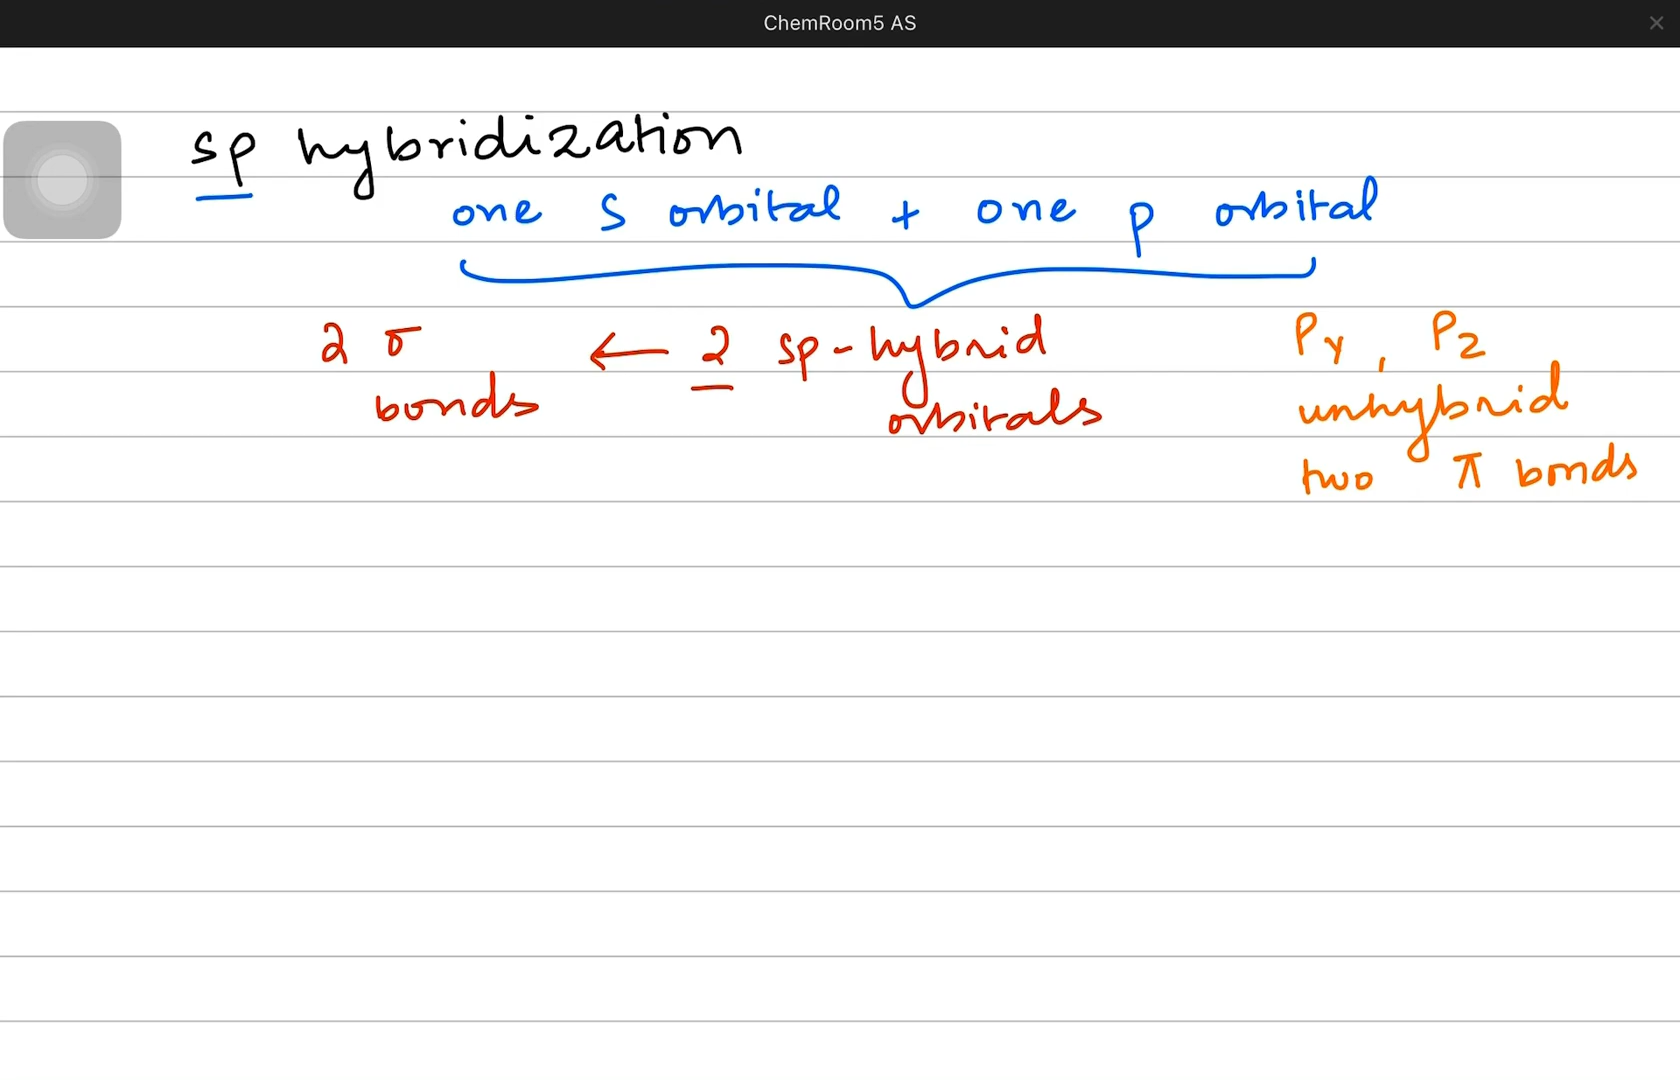 ChemRoom5 AS
sp hybridization
one s orbital + one p orbital
2 σ ← 2 sp-hybrid
bonds orbitals
Py, Pz
unhybrid
two π bonds